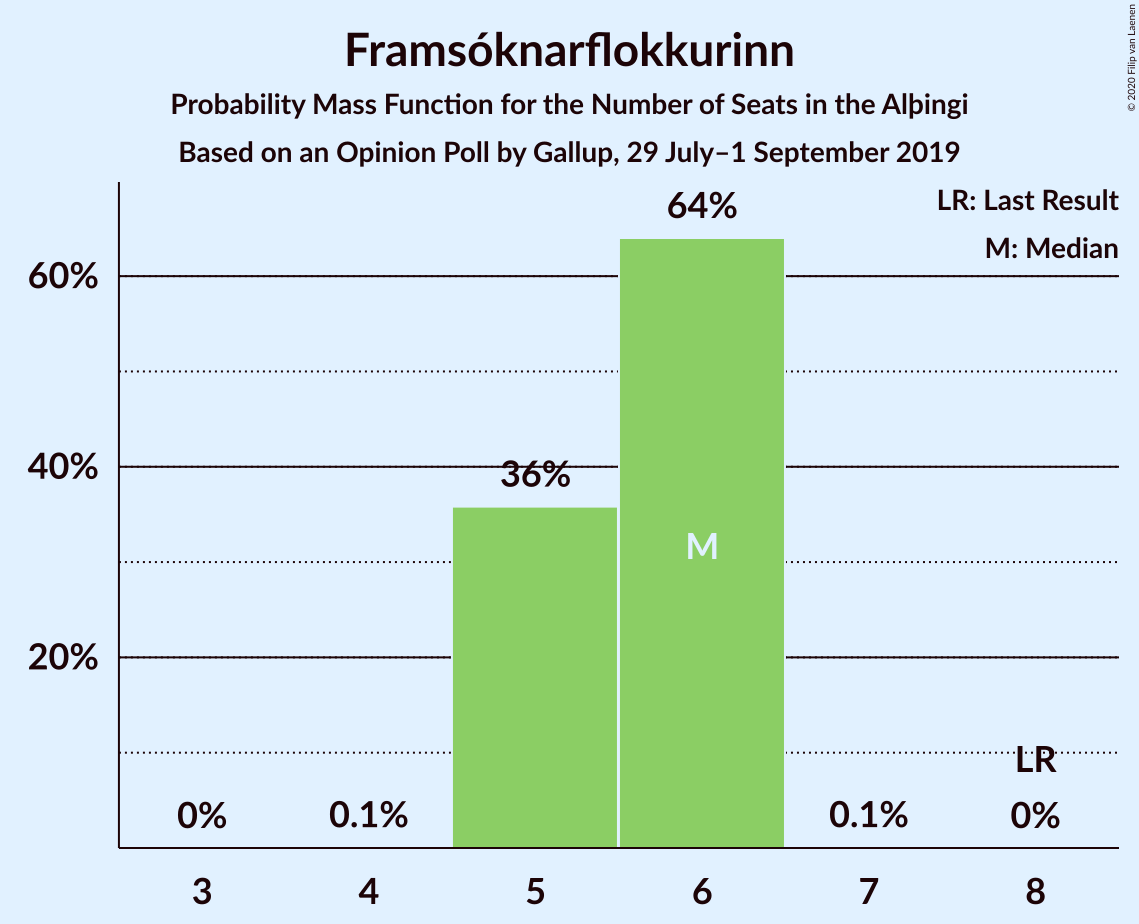 Framsóknarflokkurinn
Probability Mass Function for the Number of Seats in the Alþingi
Based on an Opinion Poll by Gallup, 29 July–1 September 2019
© 2020 Filip van Laenen
LR: Last Result
M: Median
64%
60%
40%
36%
M
20%
LR
0%
0.1%
0.1%
0%
3
4
5
6
7
8